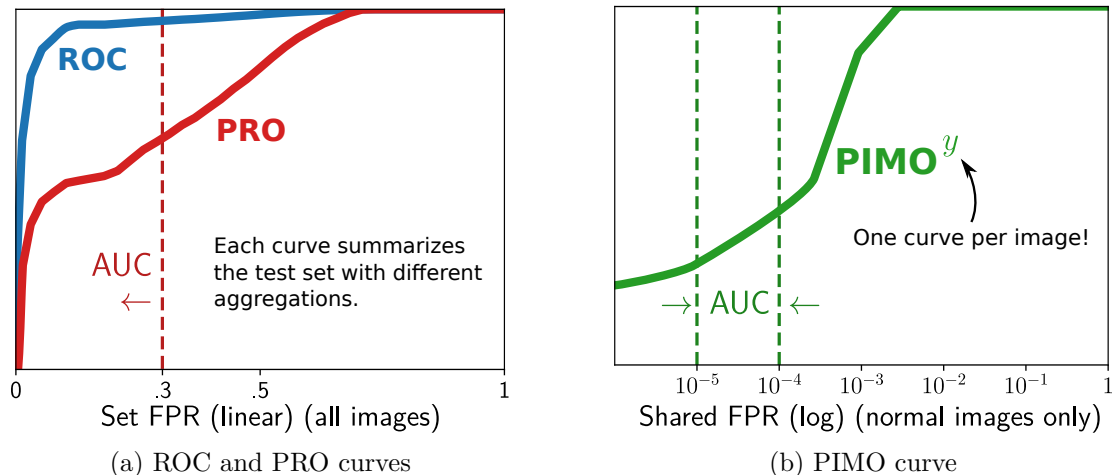 ROC
PRO
AUC
←
Each curve summarizes
the test set with different
aggregations.
0 .3 .5 1
Set FPR (linear) (all images)
(a) ROC and PRO curves
PIMO^y
One curve per image!
→ AUC ←
10^-5 10^-4 10^-3 10^-2 10^-1 1
Shared FPR (log) (normal images only)
(b) PIMO curve